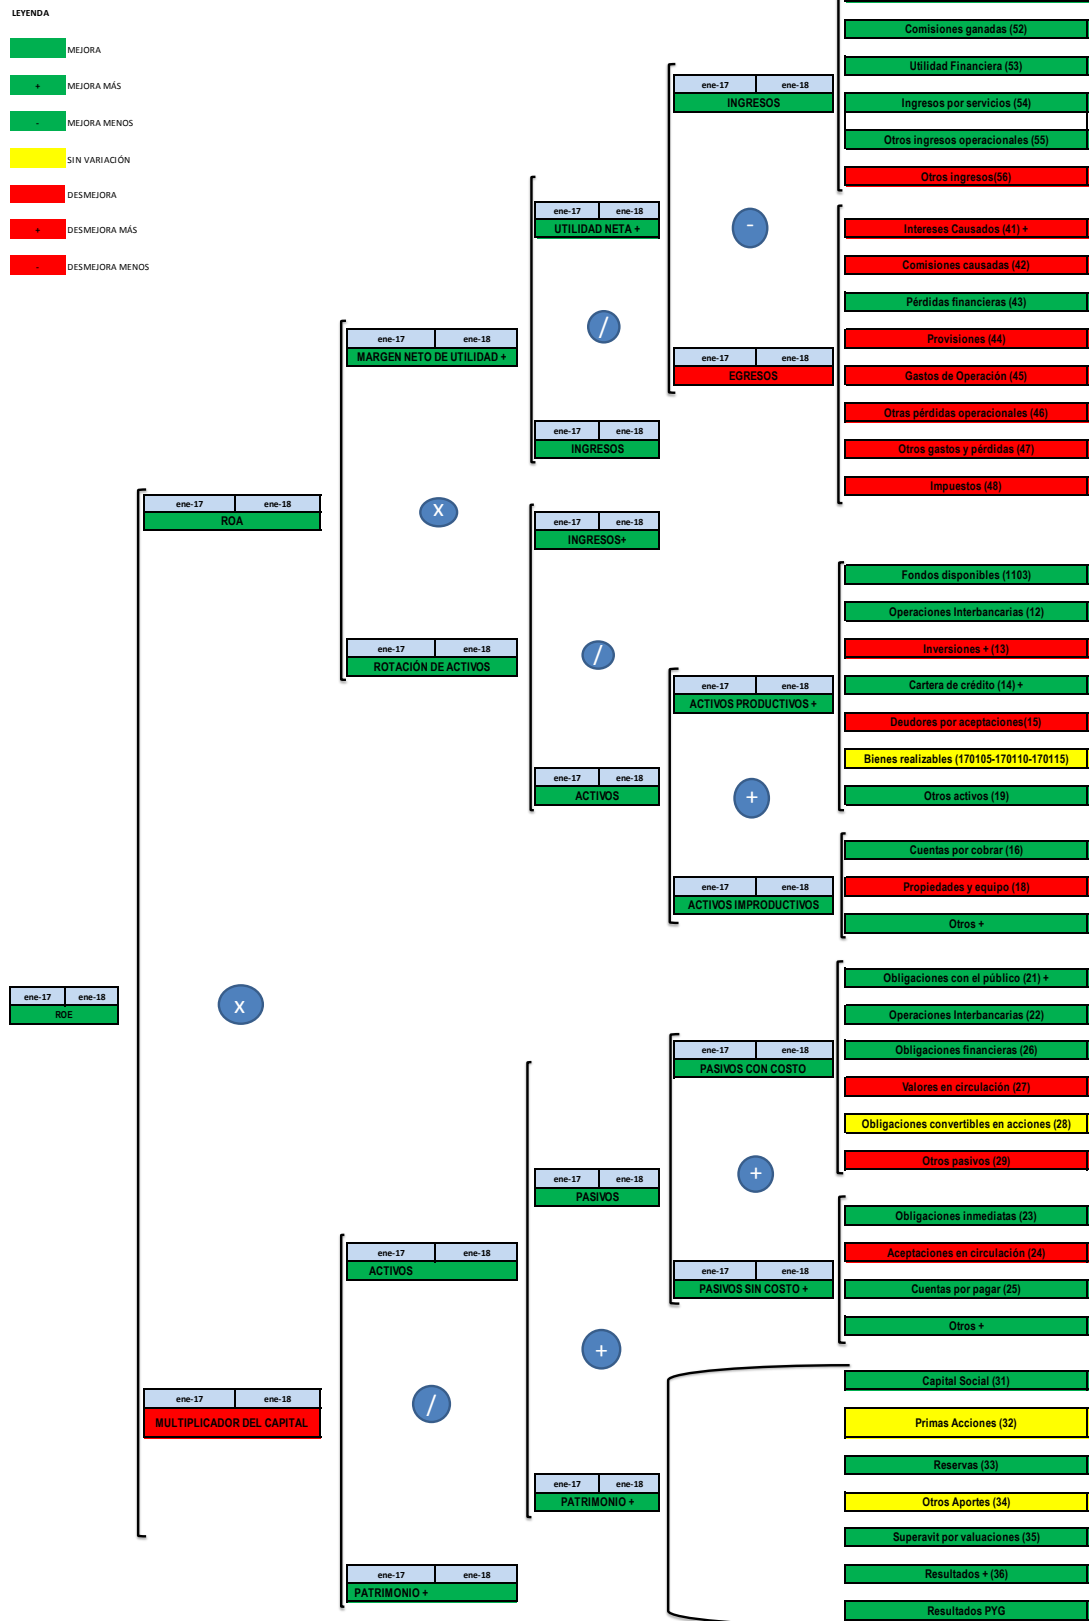 LEYENDA
MEJORA
+ MEJORA MÁS
- MEJORA MENOS
SIN VARIACIÓN
DESMEJORA
+ DESMEJORA MÁS
- DESMEJORA MENOS
ene-17 ene-18
ROE
X
ene-17 ene-18
ROA
ene-17 ene-18
MULTIPLICADOR DEL CAPITAL
ene-17 ene-18
MARGEN NETO DE UTILIDAD +
X
ene-17 ene-18
ROTACIÓN DE ACTIVOS
ene-17 ene-18
ACTIVOS
/
ene-17 ene-18
PATRIMONIO +
ene-17 ene-18
UTILIDAD NETA +
/
ene-17 ene-18
INGRESOS
ene-17 ene-18
INGRESOS+
/
ene-17 ene-18
ACTIVOS
ene-17 ene-18
PASIVOS
+
ene-17 ene-18
PATRIMONIO +
ene-17 ene-18
INGRESOS
-
ene-17 ene-18
EGRESOS
ene-17 ene-18
ACTIVOS PRODUCTIVOS +
+
ene-17 ene-18
ACTIVOS IMPRODUCTIVOS
ene-17 ene-18
PASIVOS CON COSTO
+
ene-17 ene-18
PASIVOS SIN COSTO +
Comisiones ganadas (52)
Utilidad Financiera (53)
Ingresos por servicios (54)
Otros ingresos operacionales (55)
Otros ingresos(56)
Intereses Causados (41) +
Comisiones causadas (42)
Pérdidas financieras (43)
Provisiones (44)
Gastos de Operación (45)
Otras pérdidas operacionales (46)
Otros gastos y pérdidas (47)
Impuestos (48)
Fondos disponibles (1103)
Operaciones Interbancarias (12)
Inversiones + (13)
Cartera de crédito (14) +
Deudores por aceptaciones(15)
Bienes realizables (170105-170110-170115)
Otros activos (19)
Cuentas por cobrar (16)
Propiedades y equipo (18)
Otros +
Obligaciones con el público (21) +
Operaciones Interbancarias (22)
Obligaciones financieras (26)
Valores en circulación (27)
Obligaciones convertibles en acciones (28)
Otros pasivos (29)
Obligaciones inmediatas (23)
Aceptaciones en circulación (24)
Cuentas por pagar (25)
Otros +
Capital Social (31)
Primas Acciones (32)
Reservas (33)
Otros Aportes (34)
Superavit por valuaciones (35)
Resultados + (36)
Resultados PYG